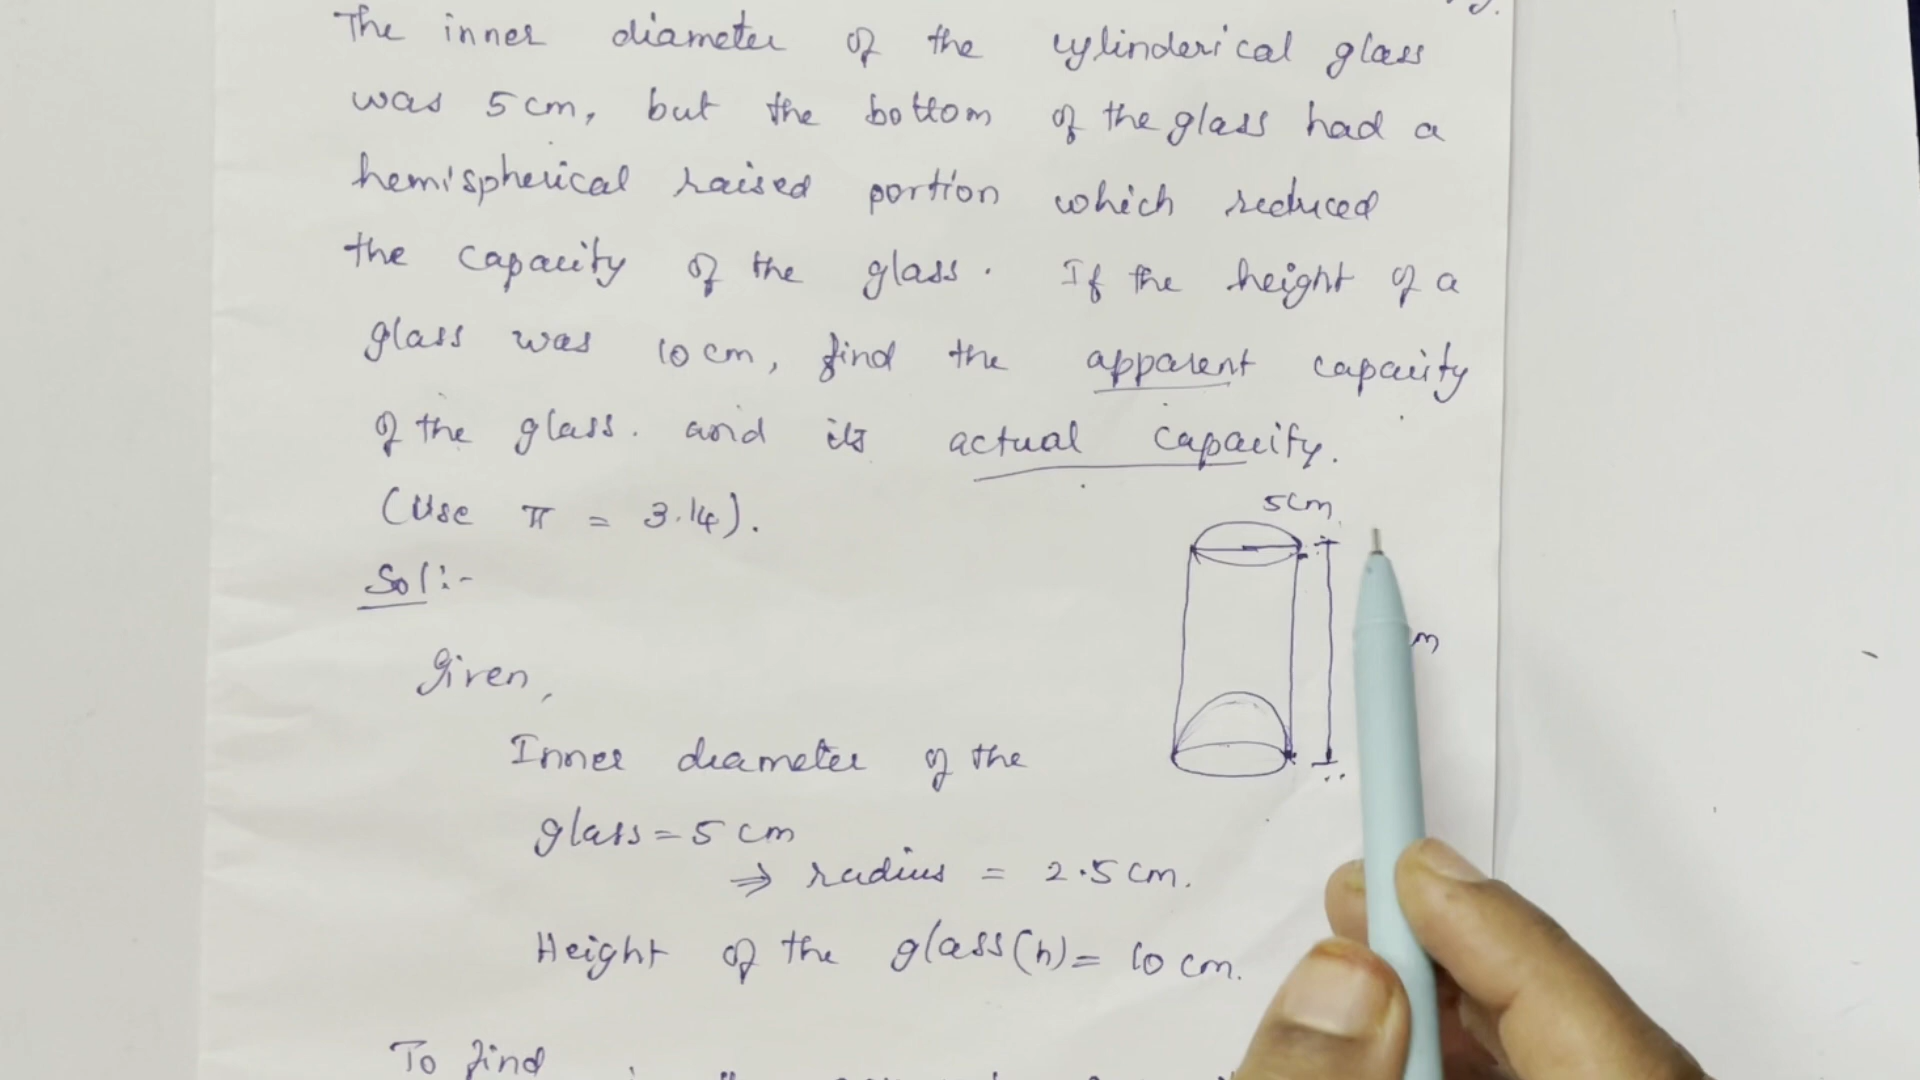 The inner diameter of the cylinderical glass
was 5cm, but the bottom of the glass had a
hemispherical raised portion which reduced
the capacity of the glass. If the height of a
glass was 10 cm, find the apparent capacity
of the glass. and its actual capacity.
(Use π = 3.14).
5cm
Sol:-
m
Given,
Inner diameter of the
glass = 5 cm
⇒ radius = 2.5 cm.
Height of the glass (h) = 10 cm.
To find